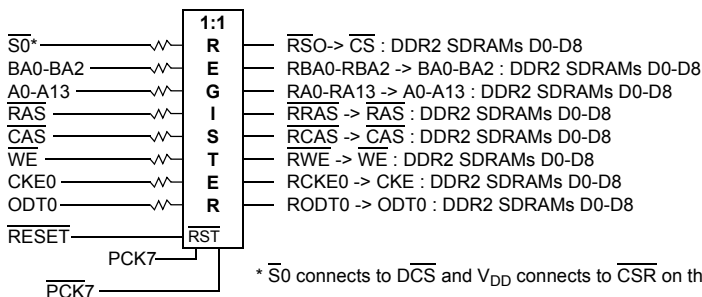 1:1
S0* R RSO-> CS : DDR2 SDRAMs D0-D8
BA0-BA2 E RBA0-RBA2 -> BA0-BA2 : DDR2 SDRAMs D0-D8
A0-A13 G RA0-RA13 -> A0-A13 : DDR2 SDRAMs D0-D8
RAS I RRAS -> RAS : DDR2 SDRAMs D0-D8
CAS S RCAS -> CAS : DDR2 SDRAMs D0-D8
WE T RWE -> WE : DDR2 SDRAMs D0-D8
CKE0 E RCKE0 -> CKE : DDR2 SDRAMs D0-D8
ODT0 R RODT0 -> ODT0 : DDR2 SDRAMs D0-D8
RESET RST
PCK7
* S0 connects to DCS and VDD connects to CSR on th
PCK7